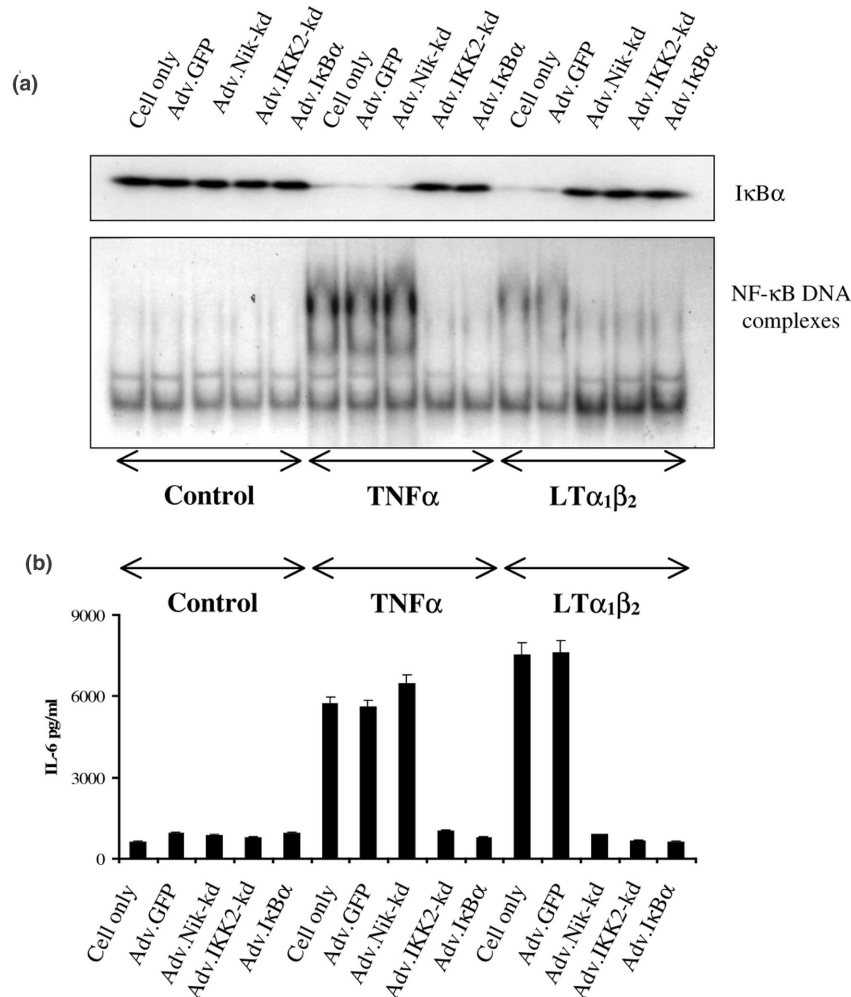 (a)
Cell only
Adv.GFP
Adv.Nik-kd
Adv.IKK2-kd
Adv.IκBα
Cell only
Adv.GFP
Adv.Nik-kd
Adv.IKK2-kd
Adv.IκBα
Cell only
Adv.GFP
Adv.Nik-kd
Adv.IKK2-kd
Adv.IκBα
IκBα
NF-κB DNA
complexes
Control
TNFα
LTα₁β₂
(b)
Control
TNFα
LTα₁β₂
IL-6 pg/ml
9000
6000
3000
0
Cell only
Adv.GFP
Adv.Nik-kd
Adv.IKK2-kd
Adv.IκBα
Cell only
Adv.GFP
Adv.Nik-kd
Adv.IKK2-kd
Adv.IκBα
Cell only
Adv.GFP
Adv.Nik-kd
Adv.IKK2-kd
Adv.IκBα